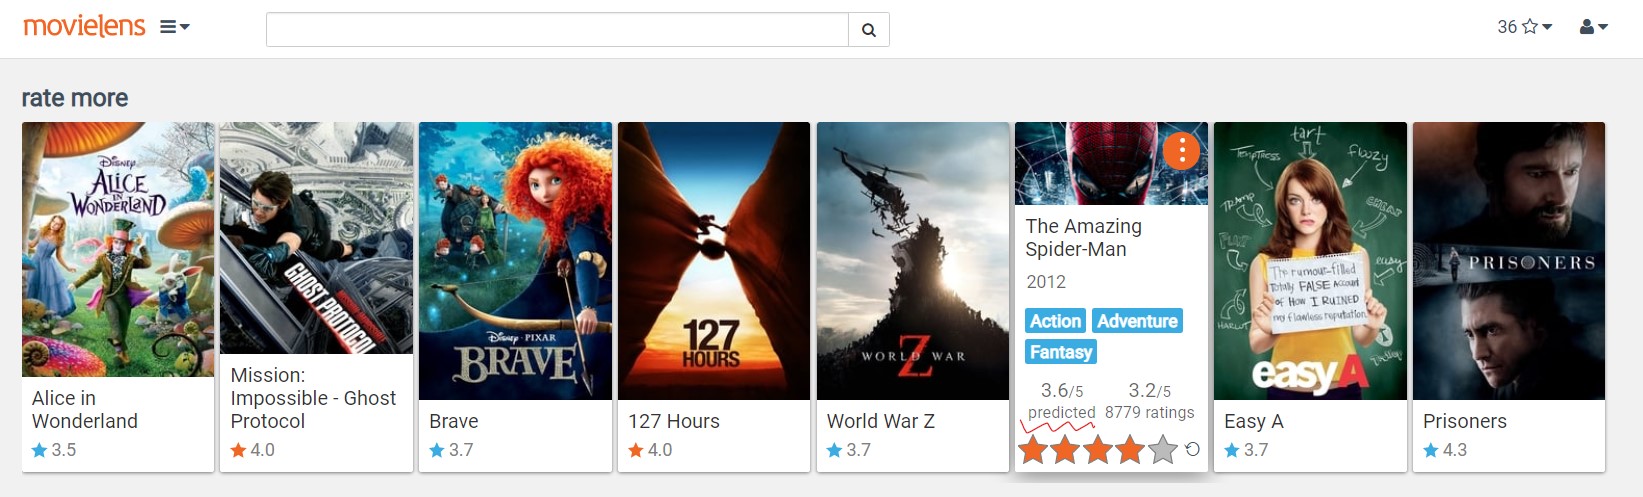 movielens
36
rate more
Disney
ALICE
IN
WONDERLAND
Alice in
Wonderland
3.5
GHOST PROTOCOL
Mission:
Impossible - Ghost
Protocol
4.0
Disney · PIXAR
BRAVE
Brave
3.7
127
HOURS
127 Hours
4.0
WORLD WAR
Z
World War Z
3.7
The Amazing
Spider-Man
2012
Action Adventure
Fantasy
3.6/5 3.2/5
predicted 8779 ratings
tart
TEMPTRESS
floozy
TRAMP
CHEAP
easy
HARLOT
The rumour-filled
Totally FALSE Account
of How I RUINED
my flawless reputation
easy A
Easy A
3.7
PRISONERS
Prisoners
4.3